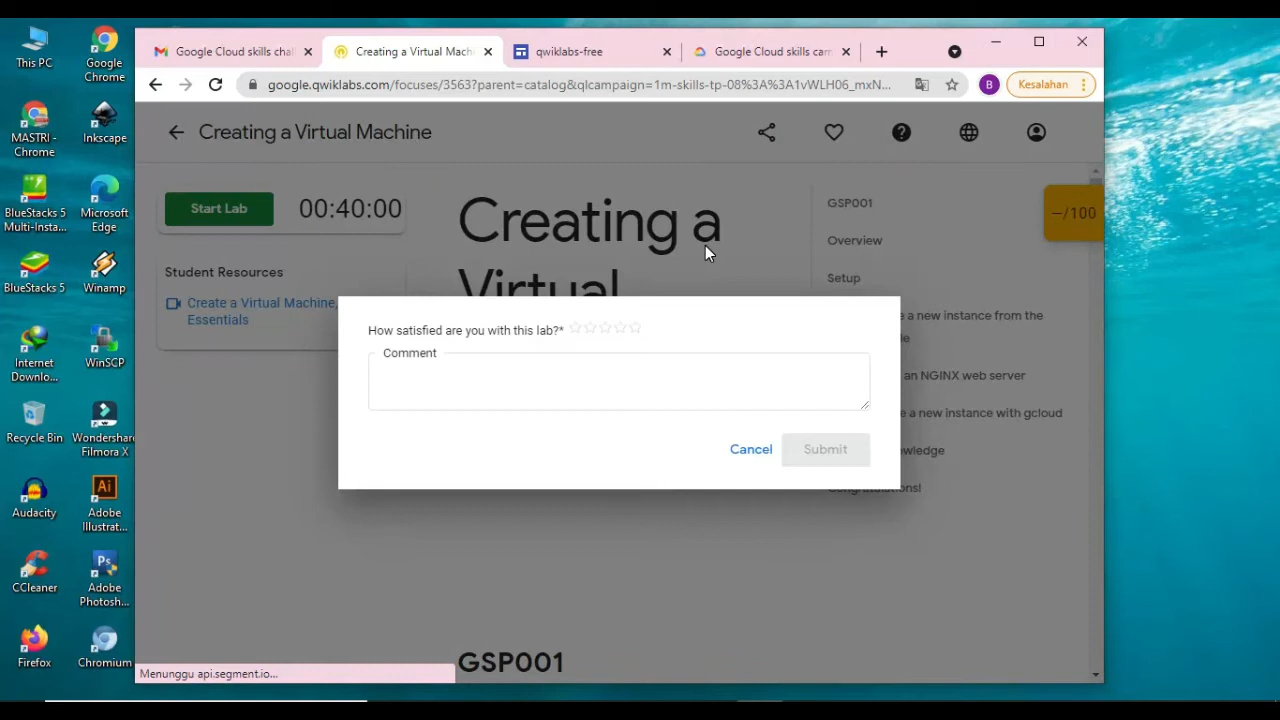 This PC
Google Chrome
MASTRI - Chrome
Inkscape
BlueStacks 5 Multi-Insta...
Microsoft Edge
BlueStacks 5
Winamp
Internet Downlo...
WinSCP
Recycle Bin
Wondershare Filmora X
Audacity
Adobe Illustrat...
CCleaner
Adobe Photosh...
Firefox
Chromium
Google Cloud skills chal
Creating a Virtual Machi
qwiklabs-free
Google Cloud skills cam
google.qwiklabs.com/focuses/3563?parent=catalog&qlcampaign=1m-skills-tp-08%3A%3A1vWLH06_mxN...
B
Kesalahan
Creating a Virtual Machine
Start Lab
00:40:00
Student Resources
Create a Virtual Machine,
Essentials
Creating a
Virtual
GSP001
GSP001
Overview
Setup
e a new instance from the
le
an NGINX web server
e a new instance with gcloud
owledge
Congratulations!
–/100
How satisfied are you with this lab?*
Comment
Cancel
Submit
Menunggu api.segment.io...